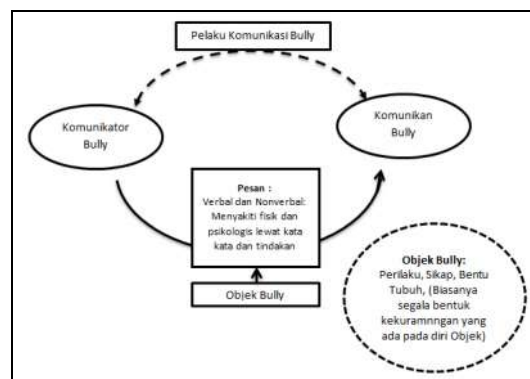 Pelaku Komunikasi Bully
Komunikator
Bully
Komunikan
Bully
Pesan :
Verbal dan Nonverbal:
Menyakiti fisik dan
psikologis lewat kata
kata dan tindakan
Objek Bully
Objek Bully:
Perilaku, Sikap, Bentu
Tubuh, (Biasanya
segala bentuk
kekuramnngan yang
ada pada diri Objek)